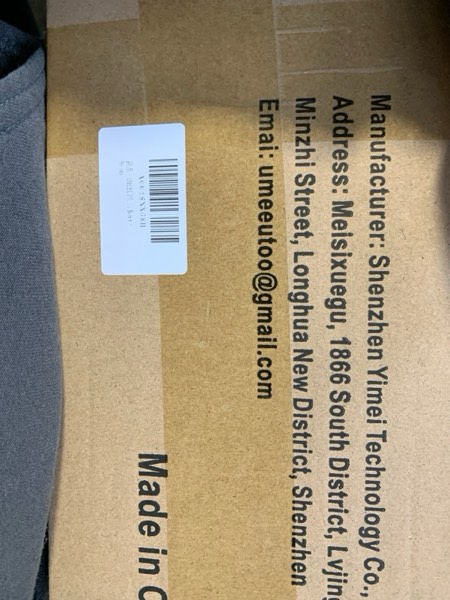 Manufacturer: Shenzhen Yimei Technology Co.,
Address: Meisixuegu, 1866 South District, Lvjing
Minzhi Street, Longhua New District, Shenzhen
Emai: umeeutoo@gmail.com
Made in C